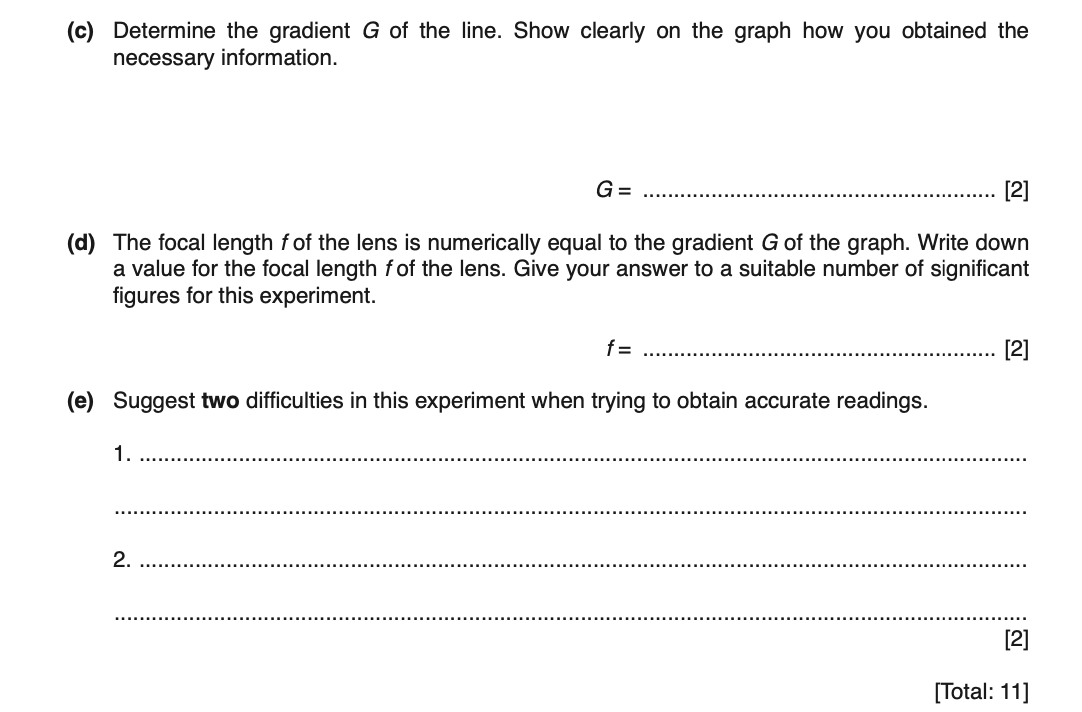 (c) Determine the gradient G of the line. Show clearly on the graph how you obtained the
necessary information.
G = ......................................................... [2]
(d) The focal length f of the lens is numerically equal to the gradient G of the graph. Write down
a value for the focal length f of the lens. Give your answer to a suitable number of significant
figures for this experiment.
f = ......................................................... [2]
(e) Suggest two difficulties in this experiment when trying to obtain accurate readings.
1. ...............................................................................................................................................
...................................................................................................................................................
2. ...............................................................................................................................................
...................................................................................................................................................
[2]
[Total: 11]